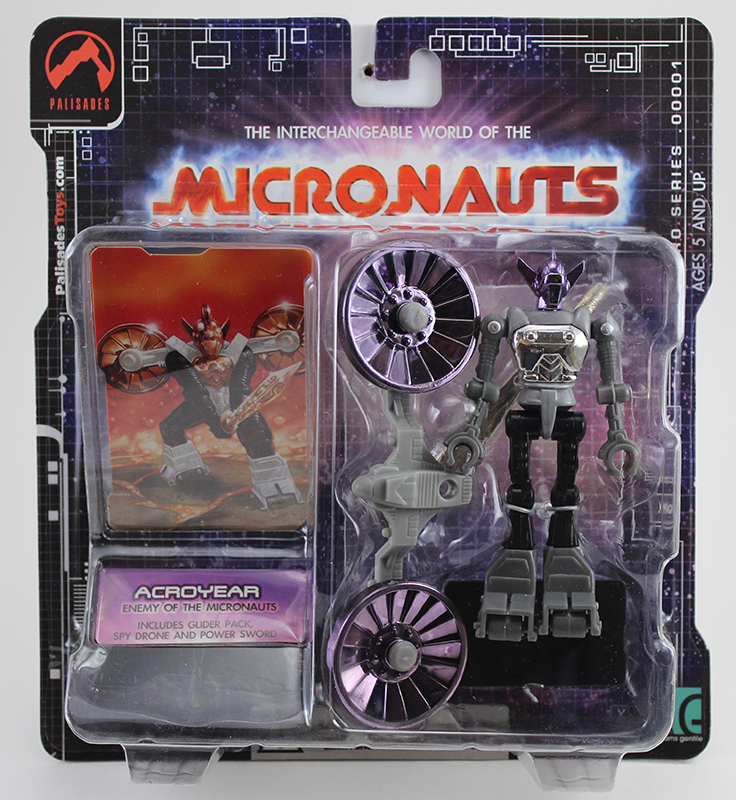 PALISADES
THE INTERCHANGEABLE WORLD OF THE
MICRONAUTS
PalisadesToys.com
SERIES .00001
AGES 5 AND UP
ACROYEAR
ENEMY OF THE MICRONAUTS
INCLUDES GLIDER PACK,
SPY DRONE AND POWER SWORD
gentile